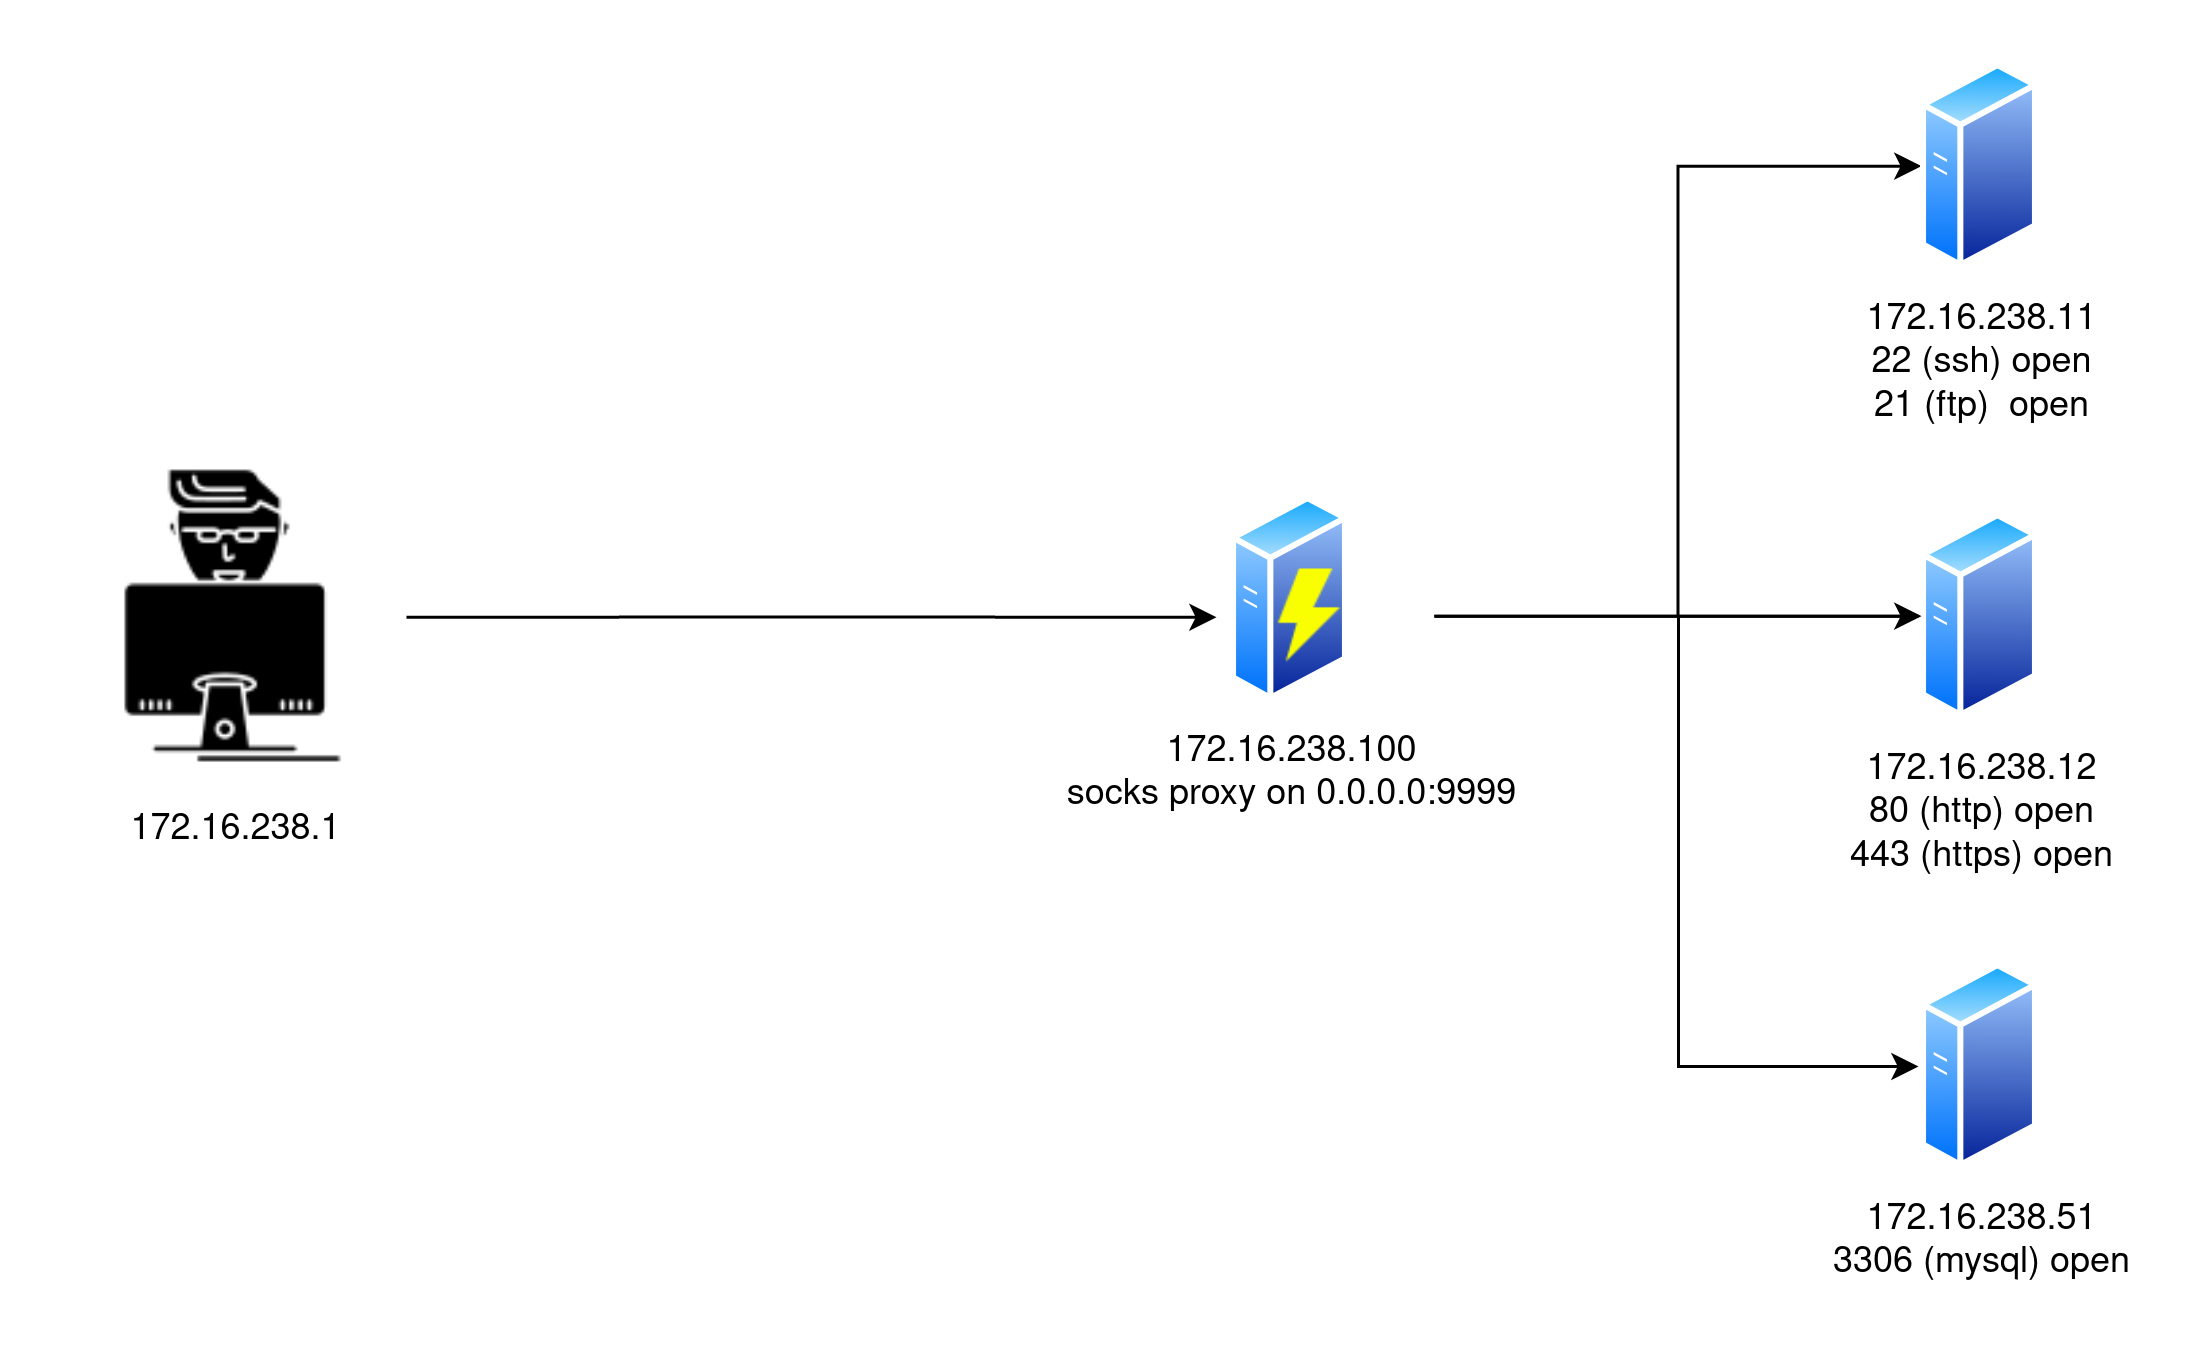 172.16.238.11
22 (ssh) open
21 (ftp)  open
172.16.238.1
172.16.238.100
socks proxy on 0.0.0.0:9999
172.16.238.12
80 (http) open
443 (https) open
172.16.238.51
3306 (mysql) open